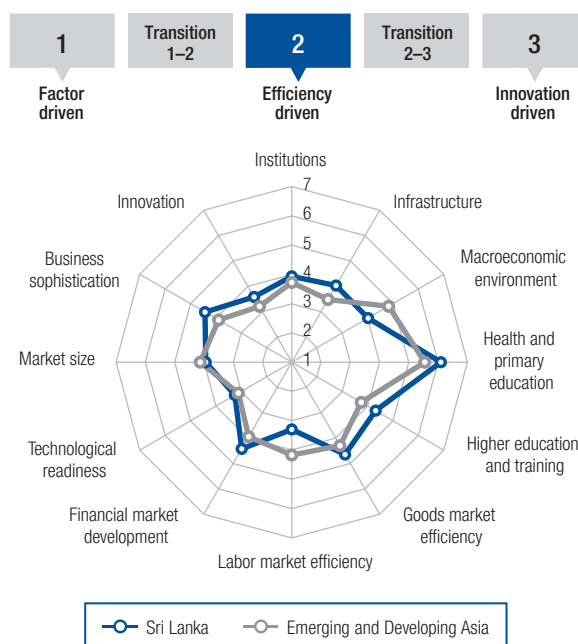 1
Transition
1–2
2
Transition
2–3
3
Factor
driven
Efficiency
driven
Innovation
driven
Institutions
7
6
5
4
3
2
1
Infrastructure
Macroeconomic
environment
Health and
primary
education
Higher education
and training
Goods market
efficiency
Labor market efficiency
Financial market
development
Technological
readiness
Market size
Business
sophistication
Innovation
Sri Lanka
Emerging and Developing Asia